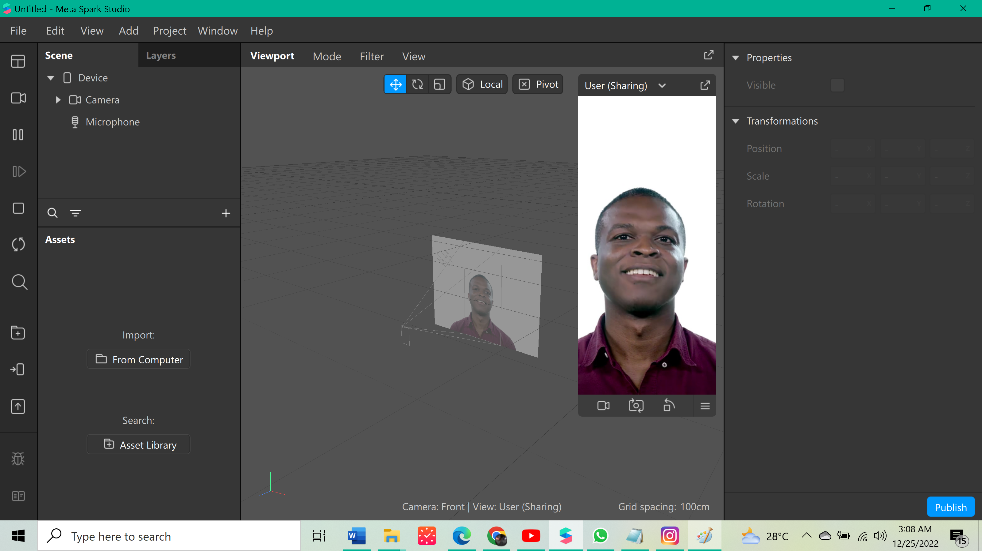 Untitled - Meta Spark Studio
File Edit View Add Project Window Help
Scene Layers
Device
Camera
Microphone
Assets
Import:
From Computer
Search:
Asset Library
Viewport Mode Filter View
Local Pivot
User (Sharing)
Camera: Front | View: User (Sharing) Grid spacing: 100cm
Properties
Visible
Transformations
Position
Scale
Rotation
Publish
Type here to search
28°C
3:08 AM
12/25/2022
15